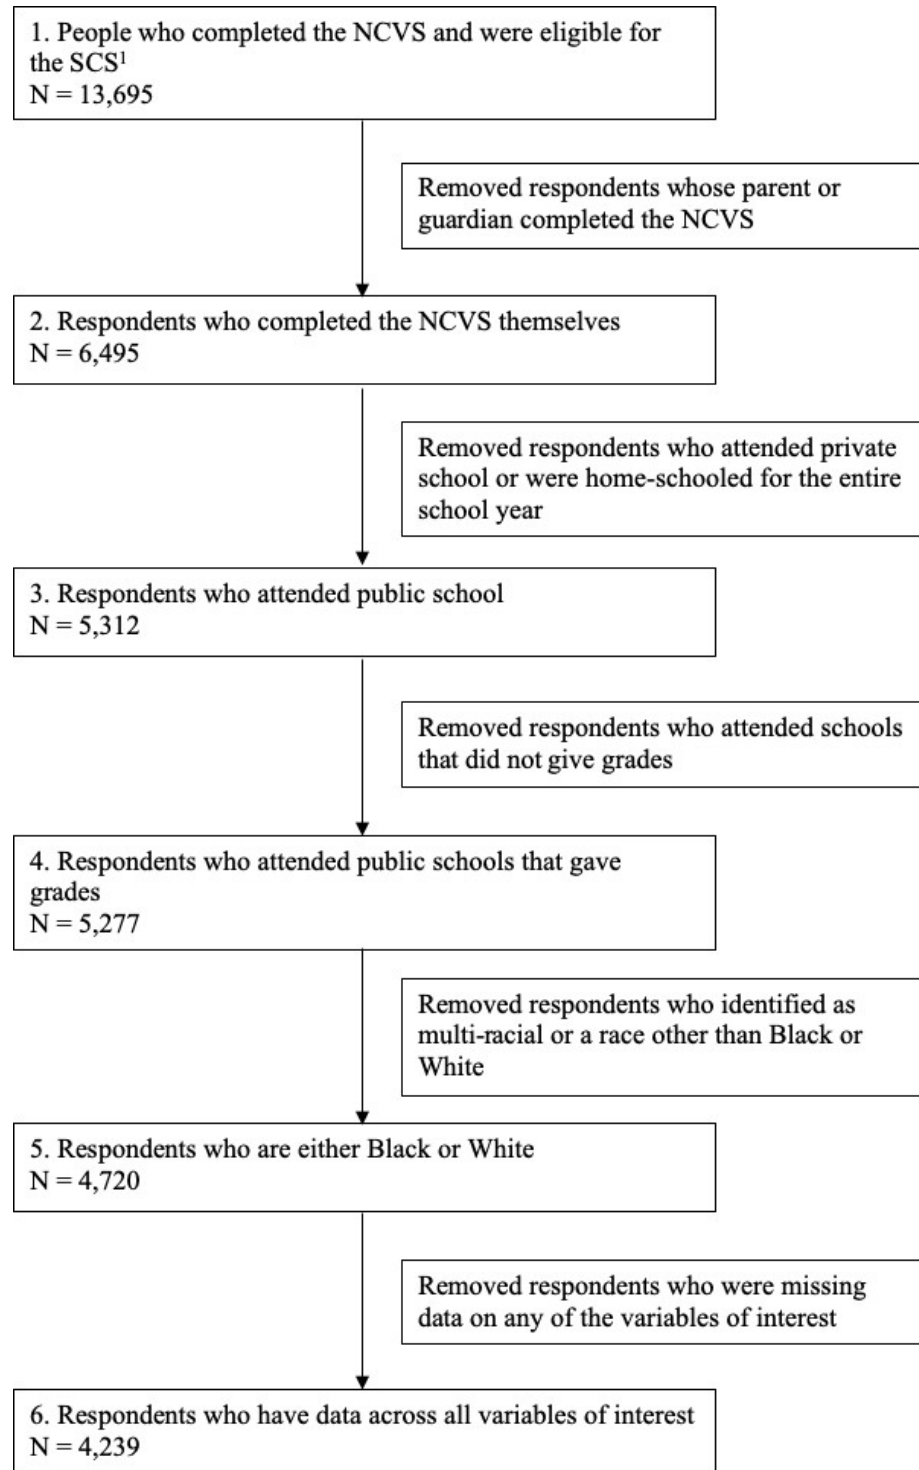 1. People who completed the NCVS and were eligible for
the SCS¹
N = 13,695
Removed respondents whose parent or
guardian completed the NCVS
2. Respondents who completed the NCVS themselves
N = 6,495
Removed respondents who attended private
school or were home-schooled for the entire
school year
3. Respondents who attended public school
N = 5,312
Removed respondents who attended schools
that did not give grades
4. Respondents who attended public schools that gave
grades
N = 5,277
Removed respondents who identified as
multi-racial or a race other than Black or
White
5. Respondents who are either Black or White
N = 4,720
Removed respondents who were missing
data on any of the variables of interest
6. Respondents who have data across all variables of interest
N = 4,239